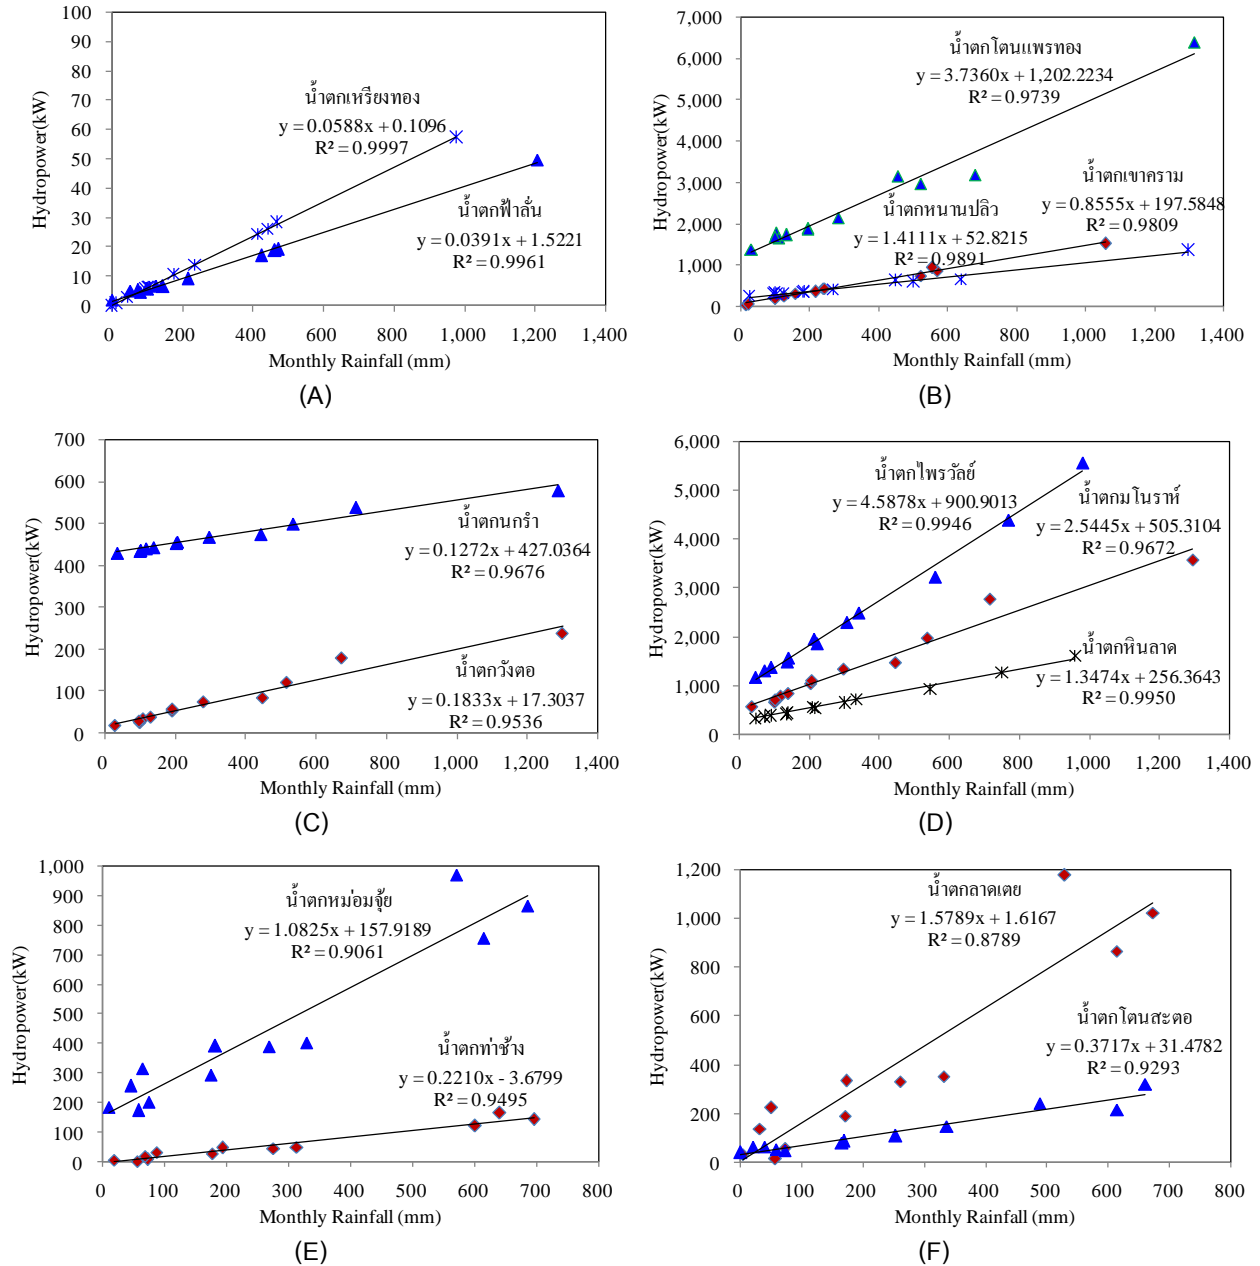 100
90
80
70
60
50
40
30
20
10
0
Hydropower(kW)
น้ำตกเหรียงทอง
y = 0.0588x + 0.1096
R² = 0.9997
น้ำตกฟ้าลั่น
y = 0.0391x + 1.5221
R² = 0.9961
0 200 400 600 800 1,000 1,200 1,400
Monthly Rainfall (mm)
(A)
7,000
6,000
5,000
4,000
3,000
2,000
1,000
0
Hydropower(kW)
น้ำตกโตนแพรทอง
y = 3.7360x + 1,202.2234
R² = 0.9739
น้ำตกเขาคราม
y = 0.8555x + 197.5848
R² = 0.9809
น้ำตกหนานปลิว
y = 1.4111x + 52.8215
R² = 0.9891
0 200 400 600 800 1,000 1,200 1,400
Monthly Rainfall (mm)
(B)
700
600
500
400
300
200
100
0
Hydropower(kW)
น้ำตกนกรำ
y = 0.1272x + 427.0364
R² = 0.9676
น้ำตกวังตอ
y = 0.1833x + 17.3037
R² = 0.9536
0 200 400 600 800 1,000 1,200 1,400
Monthly Rainfall (mm)
(C)
6,000
5,000
4,000
3,000
2,000
1,000
0
Hydropower(kW)
น้ำตกไพรวัลย์
y = 4.5878x + 900.9013
R² = 0.9946
น้ำตกมโนราห์
y = 2.5445x + 505.3104
R² = 0.9672
น้ำตกหินลาด
y = 1.3474x + 256.3643
R² = 0.9950
0 200 400 600 800 1,000 1,200 1,400
Monthly Rainfall (mm)
(D)
1,000
900
800
700
600
500
400
300
200
100
0
Hydropower(kW)
น้ำตกหม่อมจุ้ย
y = 1.0825x + 157.9189
R² = 0.9061
น้ำตกท่าช้าง
y = 0.2210x - 3.6799
R² = 0.9495
0 100 200 300 400 500 600 700 800
Monthly Rainfall (mm)
(E)
1,200
1,000
800
600
400
200
0
Hydropower(kW)
น้ำตกลาดเตย
y = 1.5789x + 1.6167
R² = 0.8789
น้ำตกโตนสะตอ
y = 0.3717x + 31.4782
R² = 0.9293
0 100 200 300 400 500 600 700 800
Monthly Rainfall (mm)
(F)